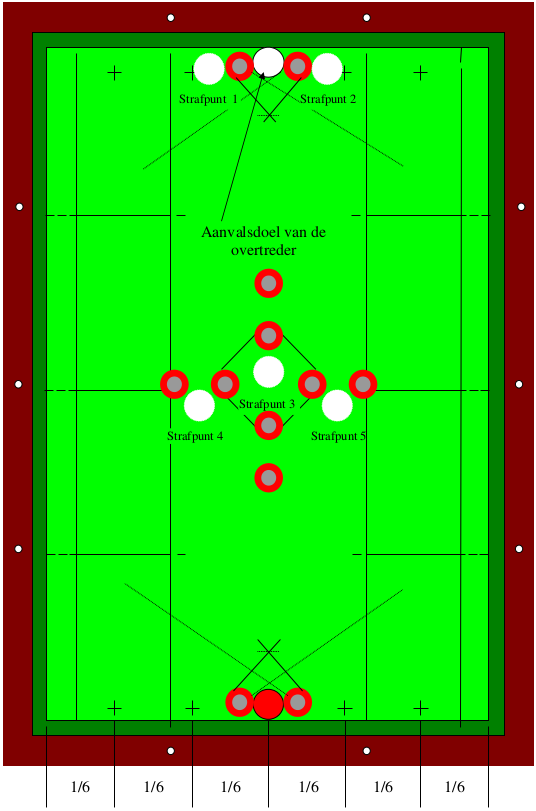 Strafpunt 1
Strafpunt 2
Aanvalsdoel van de
overtreder
Strafpunt 3
Strafpunt 4
Strafpunt 5
1/6
1/6
1/6
1/6
1/6
1/6